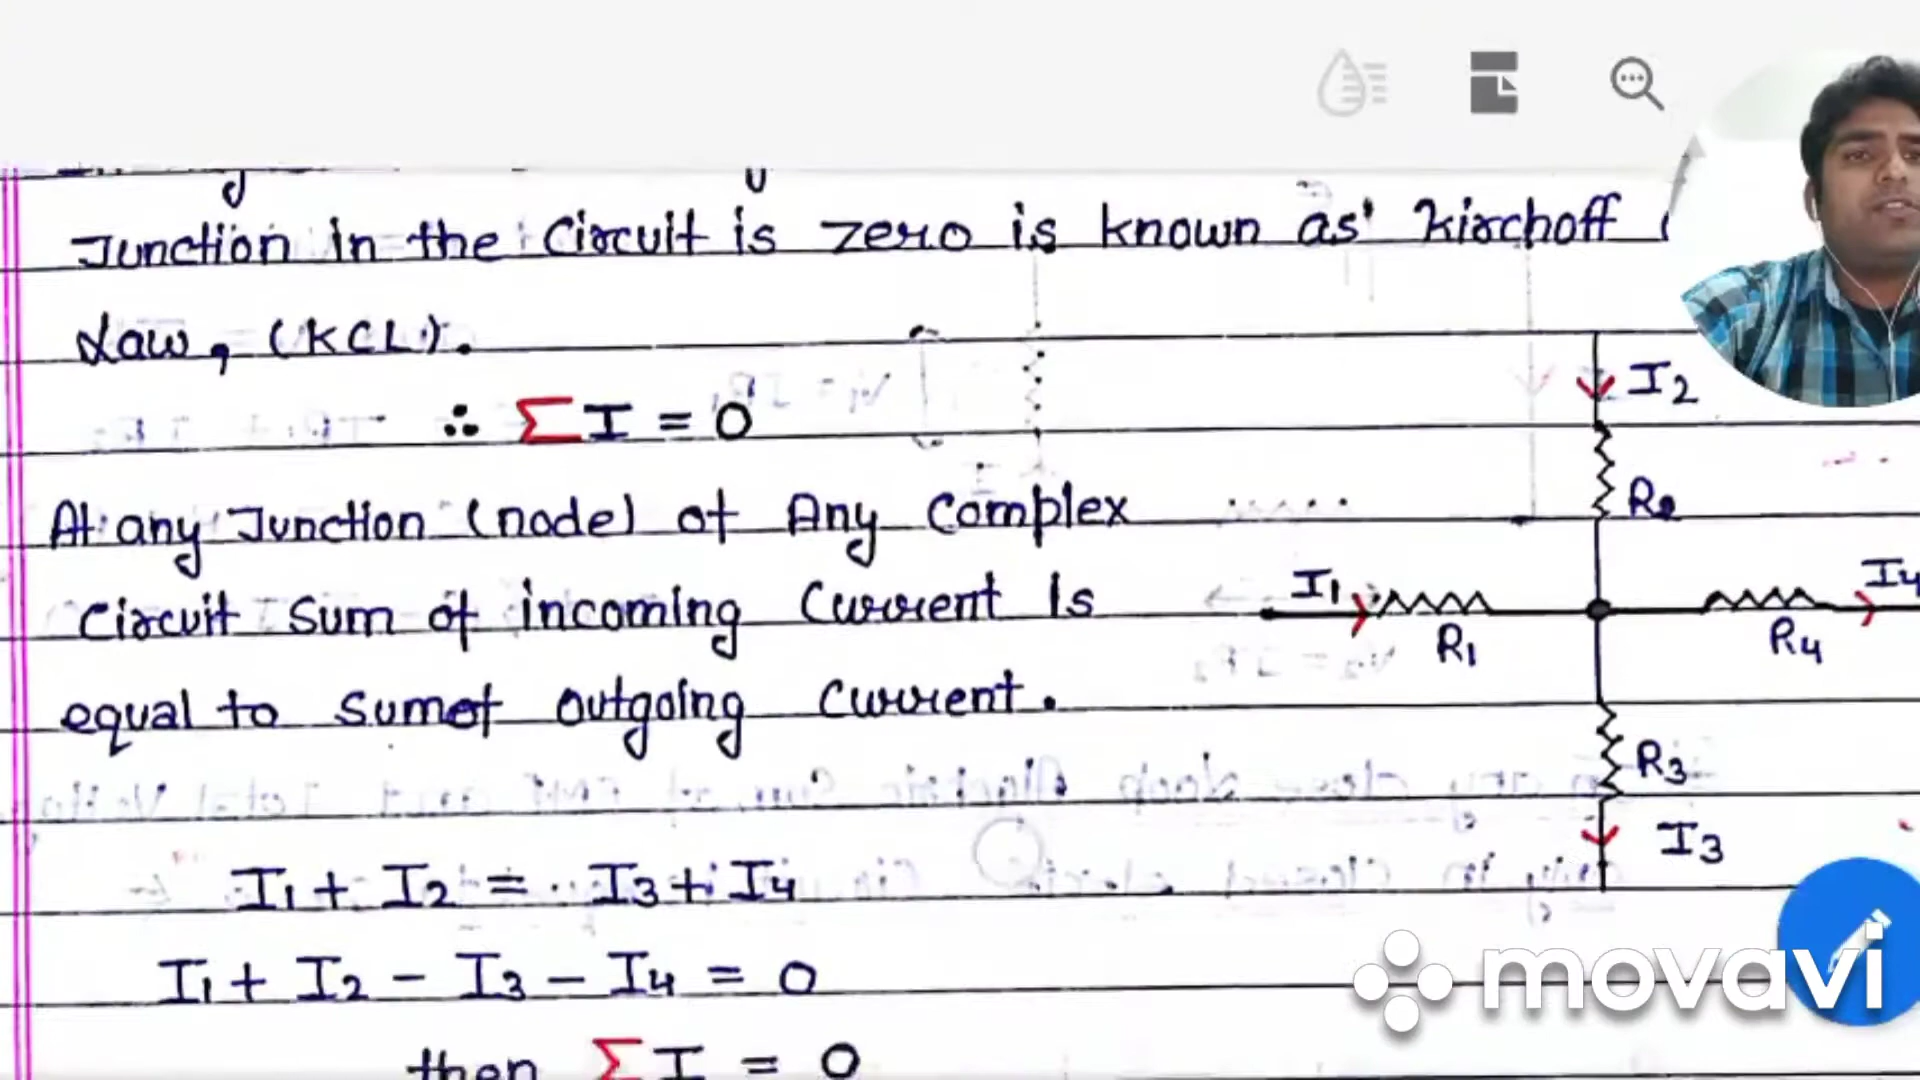 Junction in the Circuit is zero is known as' Kirchoff
Law, (KCL).
∴ ΣI = 0
At any Junction (node) of Any Complex
Circuit Sum of incoming Current Is
equal to Sum of outgoing Current.
I1 + I2 = I3 + I4
I1 + I2 - I3 - I4 = 0
then ΣI = 0
I2
R2
I1
R1
I4
R4
R3
I3
movavi